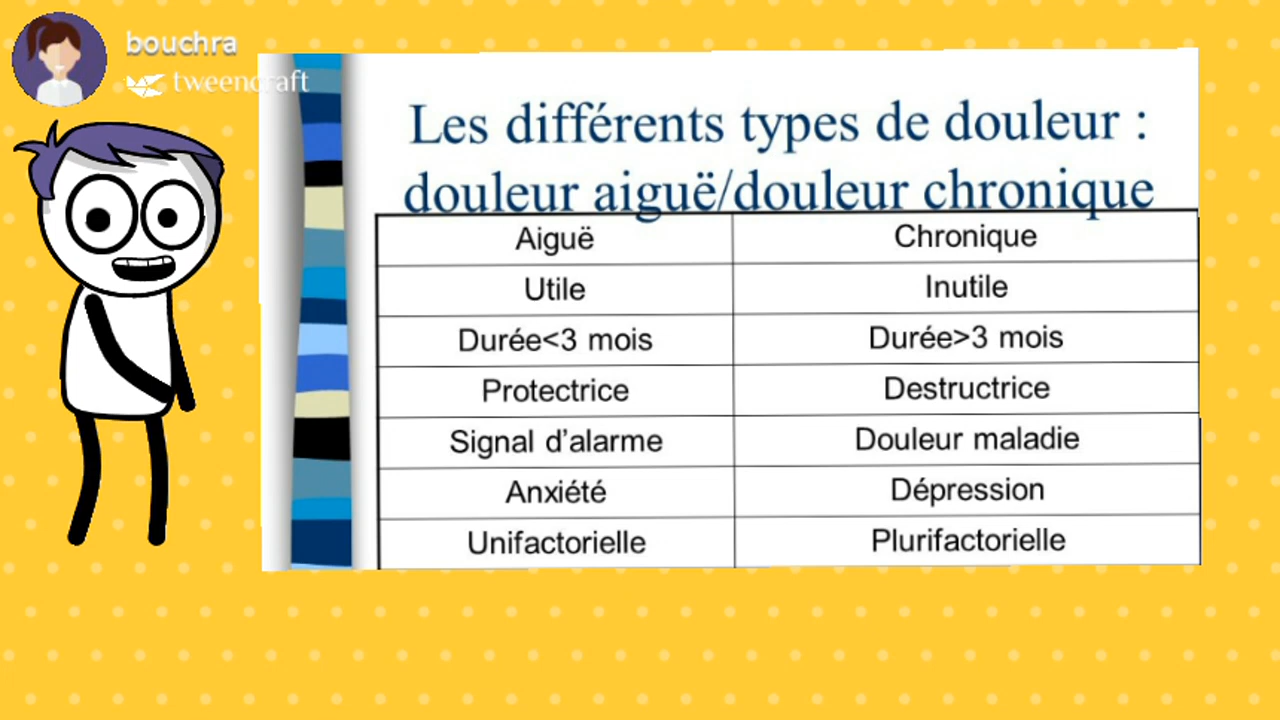 bouchra
tweencraft
Les différents types de douleur :
douleur aiguë/douleur chronique
Aiguë Chronique
Utile Inutile
Durée<3 mois Durée>3 mois
Protectrice Destructrice
Signal d’alarme Douleur maladie
Anxiété Dépression
Unifactorielle Plurifactorielle